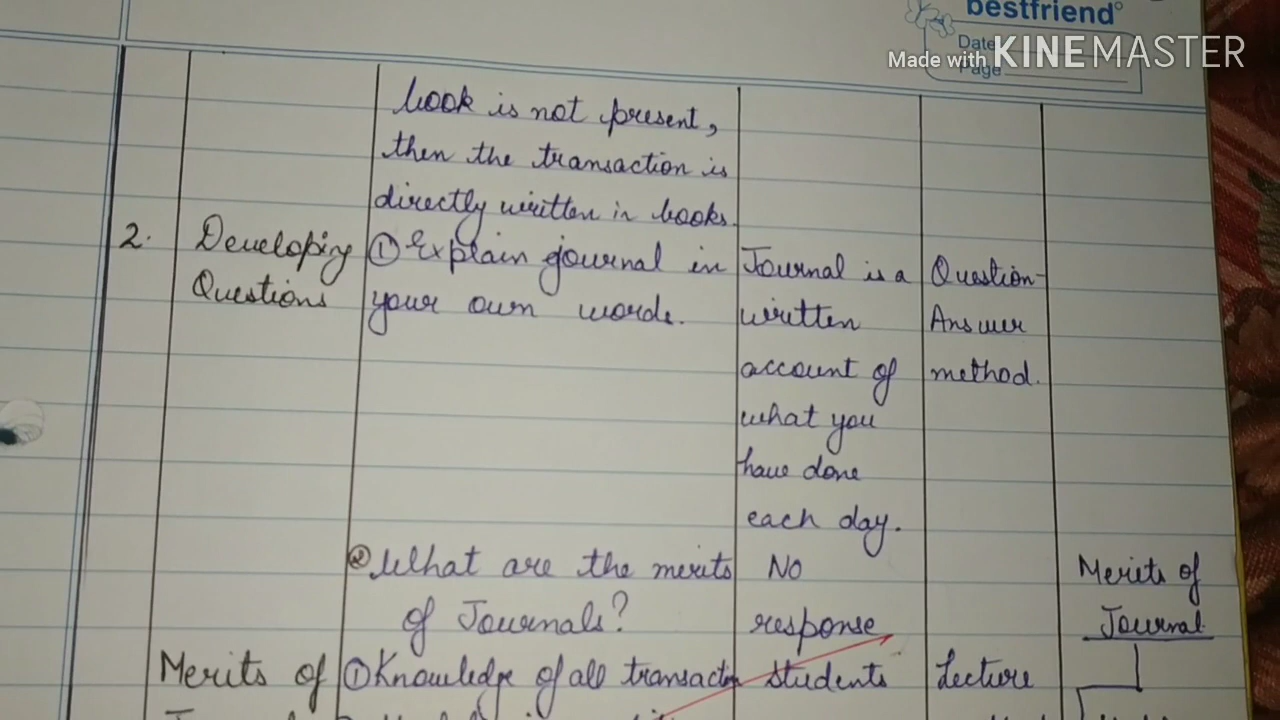 bestfriend
Date
Page
Made with KINEMASTER
book is not present,
then the transaction is
directly written in books.
2. Developing Questions
① Explain journal in
your own words.
Journal is a
written
account of
what you
have done
each day.
Question-
Answer
method.
② What are the merits
of Journals?
No
response
Merits of
Journal
Merits of
① Knowledge of all transactn
students
Lecture